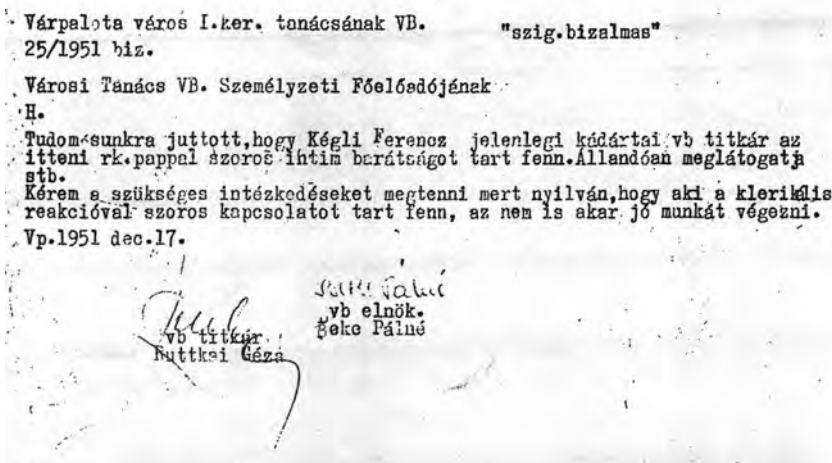 Várpalota város I.ker. tanácsának VB.
"szig.bizalmas"
25/1951 biz.
Városi Tanács VB. Személyzeti Főelőadójának
H.
Tudomásunkra juttott,hogy Kégli Ferencz jelenlegi kádártai vb titkár az
itteni rk.pappal szoros intim barátságot tart fenn.Állandóan meglátogatja
stb.
Kérem a szükséges intézkedéseket megtenni mert nyilván,hogy aki a klerikális
reakcióval szoros kapcsolatot tart fenn, az nem is akar jó munkát végezni.
Vp.1951 dec.17.
vb elnök.
Beke Pálné
vb titkár.
Ruttkai Géza